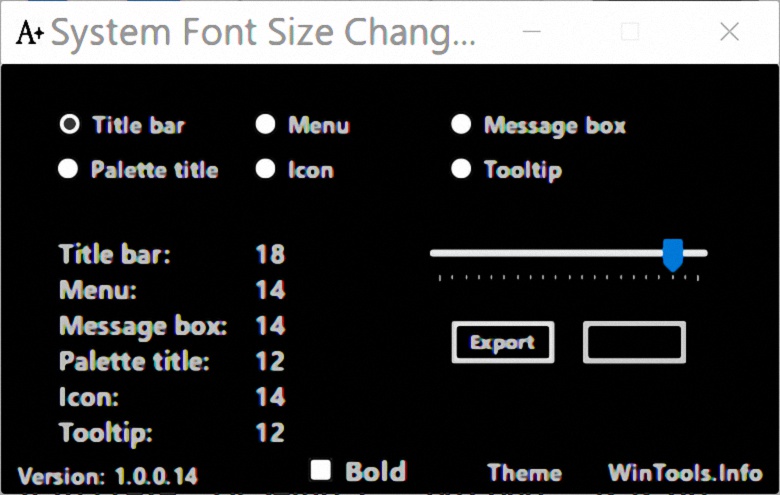 A+ System Font Size Chang...
Title bar Menu Message box
Palette title Icon Tooltip
Title bar: 18
Menu: 14
Message box: 14
Palette title: 12
Icon: 14
Tooltip: 12
Export
Version: 1.0.0.14 Bold Theme WinTools.Info